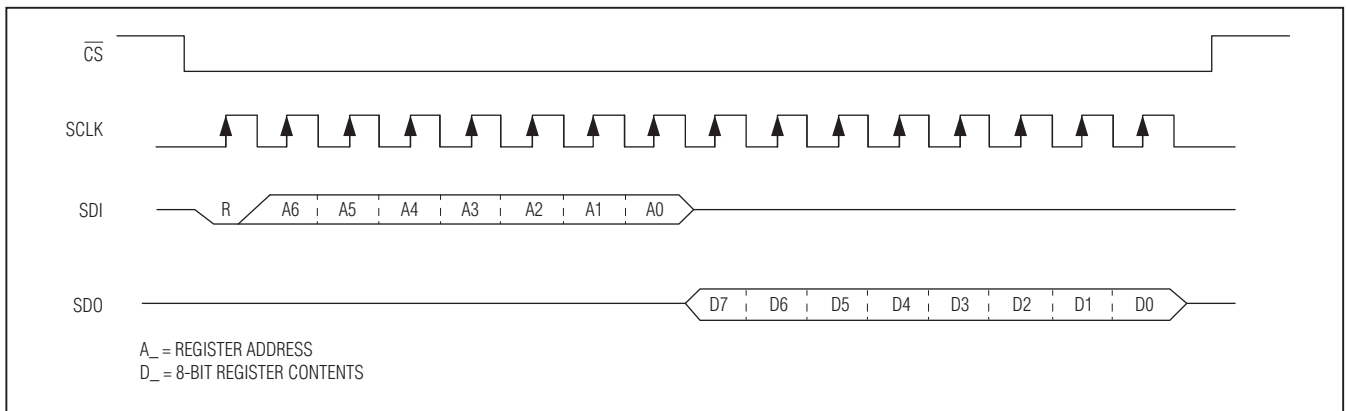 CS
SCLK
SDI R A6 A5 A4 A3 A2 A1 A0
SDO D7 D6 D5 D4 D3 D2 D1 D0
A_ = REGISTER ADDRESS
D_ = 8-BIT REGISTER CONTENTS